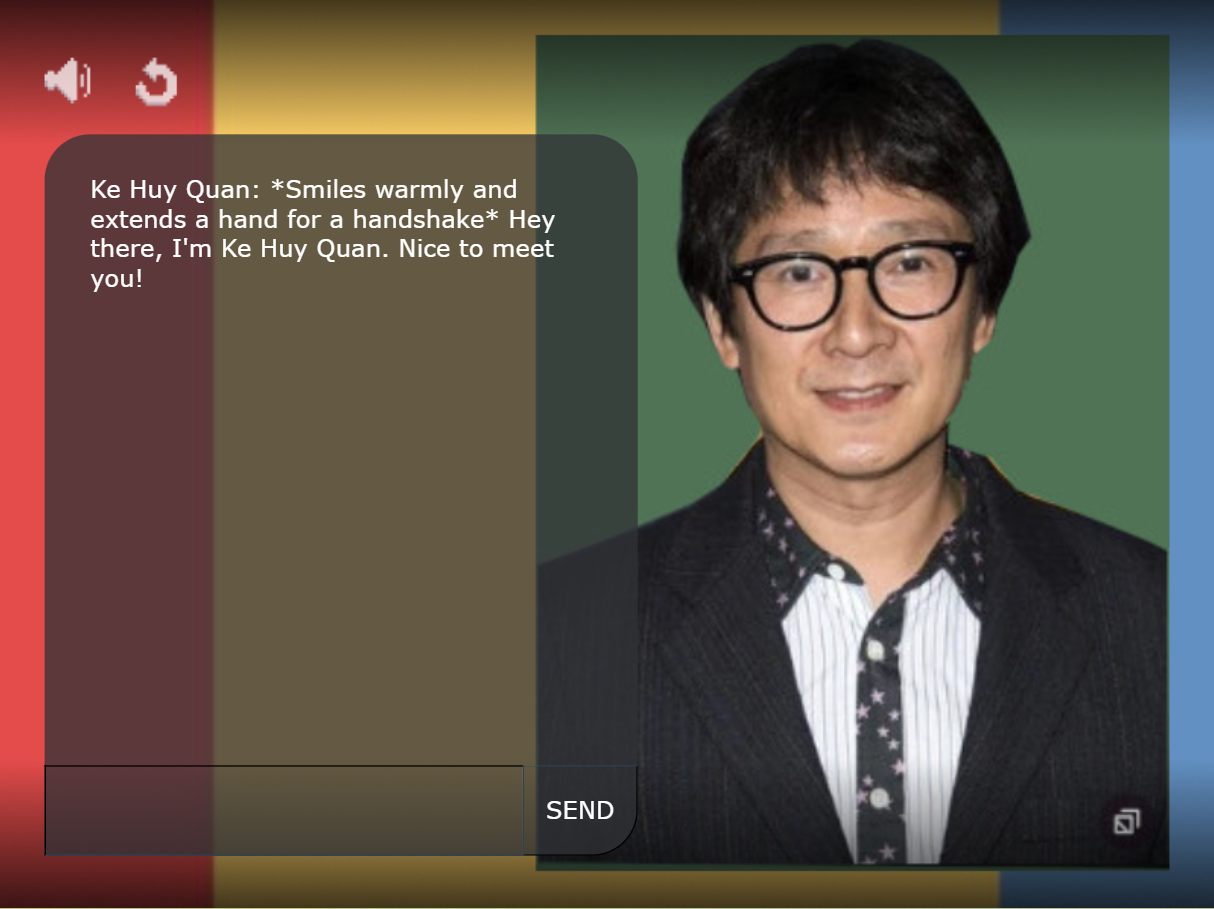 Ke Huy Quan: *Smiles warmly and
extends a hand for a handshake* Hey
there, I'm Ke Huy Quan. Nice to meet
you!
SEND